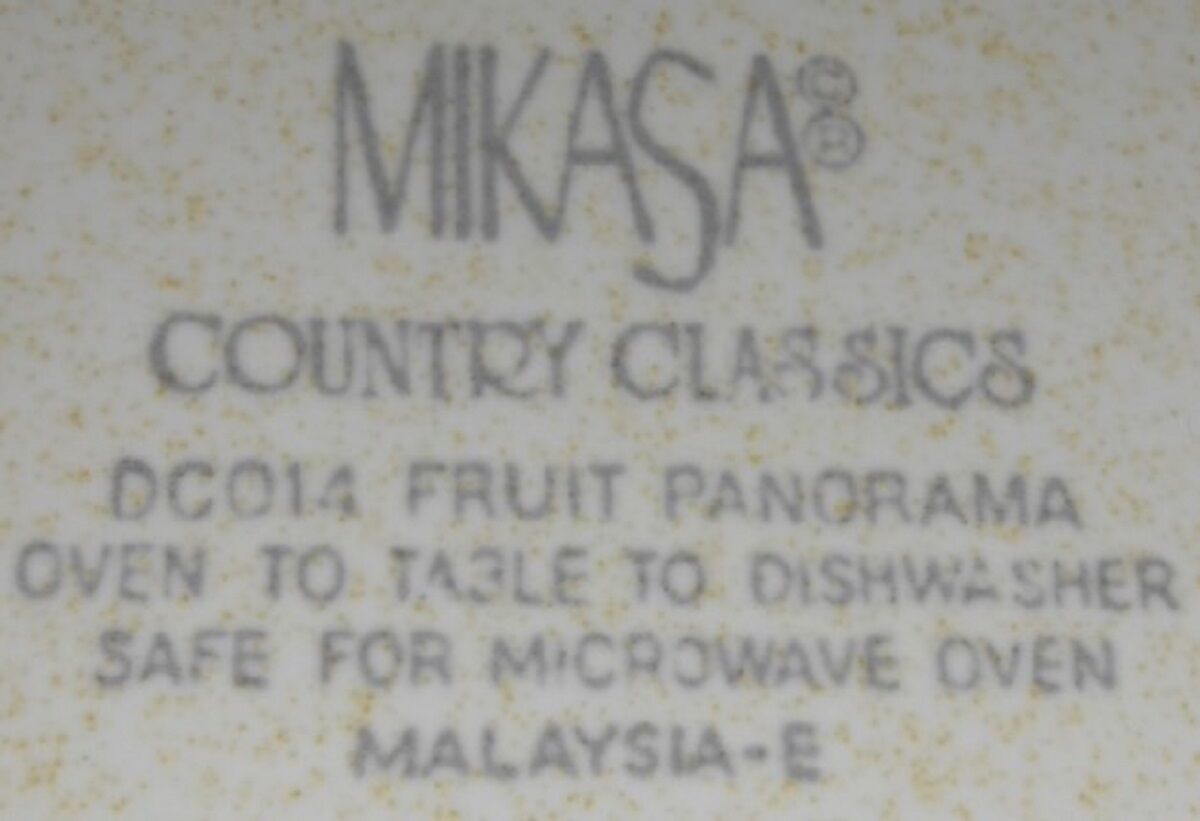 MIKASA©®
COUNTRY CLASSICS
DC014 FRUIT PANORAMA
OVEN TO TABLE TO DISHWASHER
SAFE FOR MICROWAVE OVEN
MALAYSIA-E